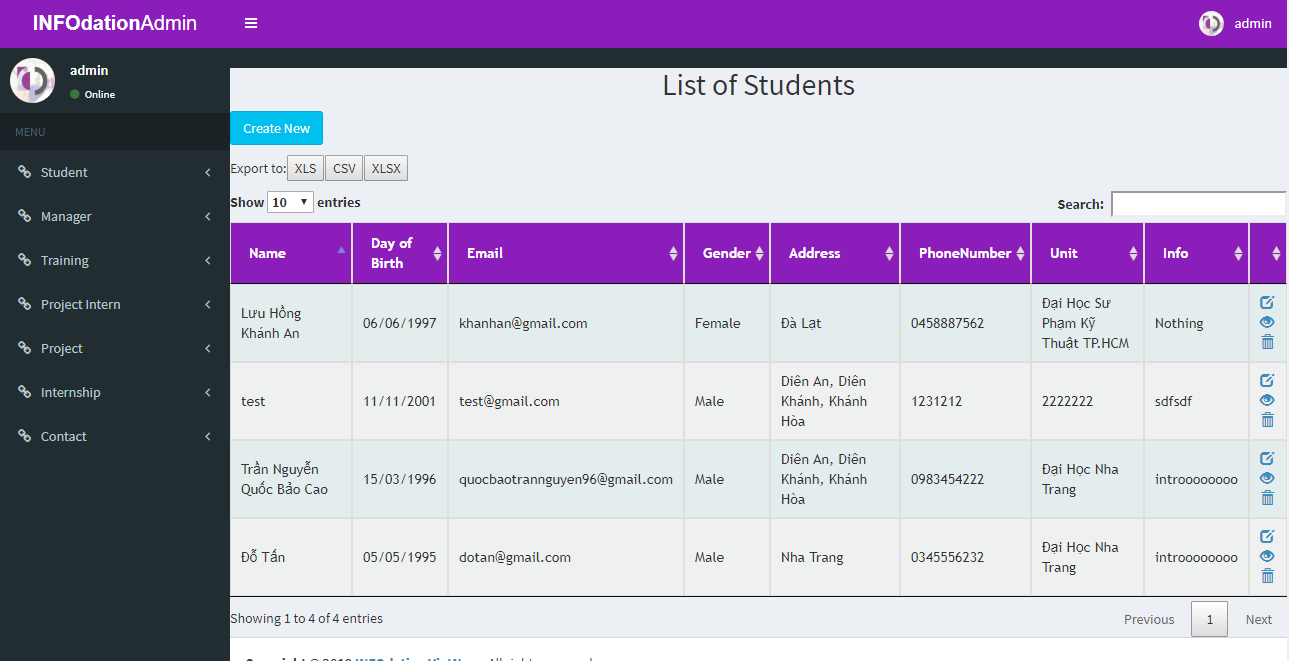 INFOdationAdmin
admin
admin
Online
MENU
Student
Manager
Training
Project Intern
Project
Internship
Contact
List of Students
Create New
Export to: XLS CSV XLSX
Show 10 entries
Search:
Name Day of Birth Email Gender Address PhoneNumber Unit Info
Lưu Hồng Khánh An 06/06/1997 khanhan@gmail.com Female Đà Lạt 0458887562 Đại Học Sư Phạm Kỹ Thuật TP.HCM Nothing
test 11/11/2001 test@gmail.com Male Diên An, Diên Khánh, Khánh Hòa 1231212 2222222 sdfsdf
Trần Nguyễn Quốc Bảo Cao 15/03/1996 quocbaotrannguyen96@gmail.com Male Diên An, Diên Khánh, Khánh Hòa 0983454222 Đại Học Nha Trang introooooooo
Đỗ Tấn 05/05/1995 dotan@gmail.com Male Nha Trang 0345556232 Đại Học Nha Trang introooooooo
Showing 1 to 4 of 4 entries
Previous 1 Next